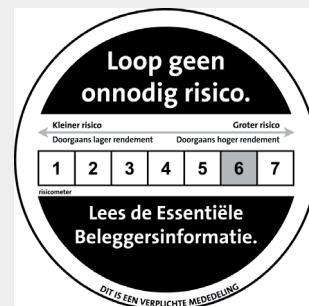 Loop geen
onnodig risico.
Kleiner risico Groter risico
Doorgaans lager rendement Doorgaans hoger rendement
1 2 3 4 5 6 7
risicometer
Lees de Essentiële
Beleggersinformatie.
DIT IS EEN VERPLICHTE MEDEDELING